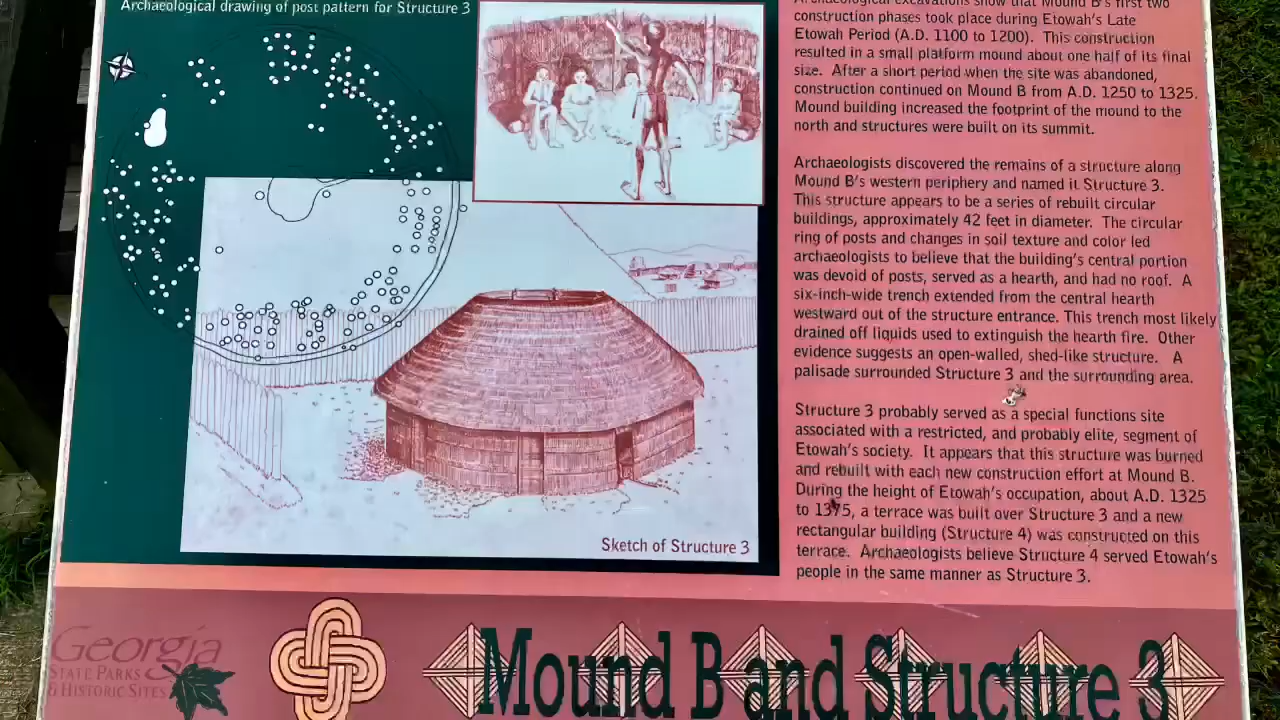 Archaeological drawing of post pattern for Structure 3
Archaeological excavations show that Mound B's first two
construction phases took place during Etowah's Late
Etowah Period (A.D. 1100 to 1200). This construction
resulted in a small platform mound about one half of its final
size. After a short period when the site was abandoned,
construction continued on Mound B from A.D. 1250 to 1325.
Mound building increased the footprint of the mound to the
north and structures were built on its summit.
Archaeologists discovered the remains of a structure along
Mound B's western periphery and named it Structure 3.
This structure appears to be a series of rebuilt circular
buildings, approximately 42 feet in diameter. The circular
ring of posts and changes in soil texture and color led
archaeologists to believe that the building's central portion
was devoid of posts, served as a hearth, and had no roof. A
six-inch-wide trench extended from the central hearth
westward out of the structure entrance. This trench most likely
drained off liquids used to extinguish the hearth fire. Other
evidence suggests an open-walled, shed-like structure. A
palisade surrounded Structure 3 and the surrounding area.
Structure 3 probably served as a special functions site
associated with a restricted, and probably elite, segment of
Etowah's society. It appears that this structure was burned
and rebuilt with each new construction effort at Mound B.
During the height of Etowah's occupation, about A.D. 1325
to 1375, a terrace was built over Structure 3 and a new
rectangular building (Structure 4) was constructed on this
terrace. Archaeologists believe Structure 4 served Etowah's
people in the same manner as Structure 3.
Sketch of Structure 3
Georgia
STATE PARKS
& HISTORIC SITES
Mound B and Structure 3